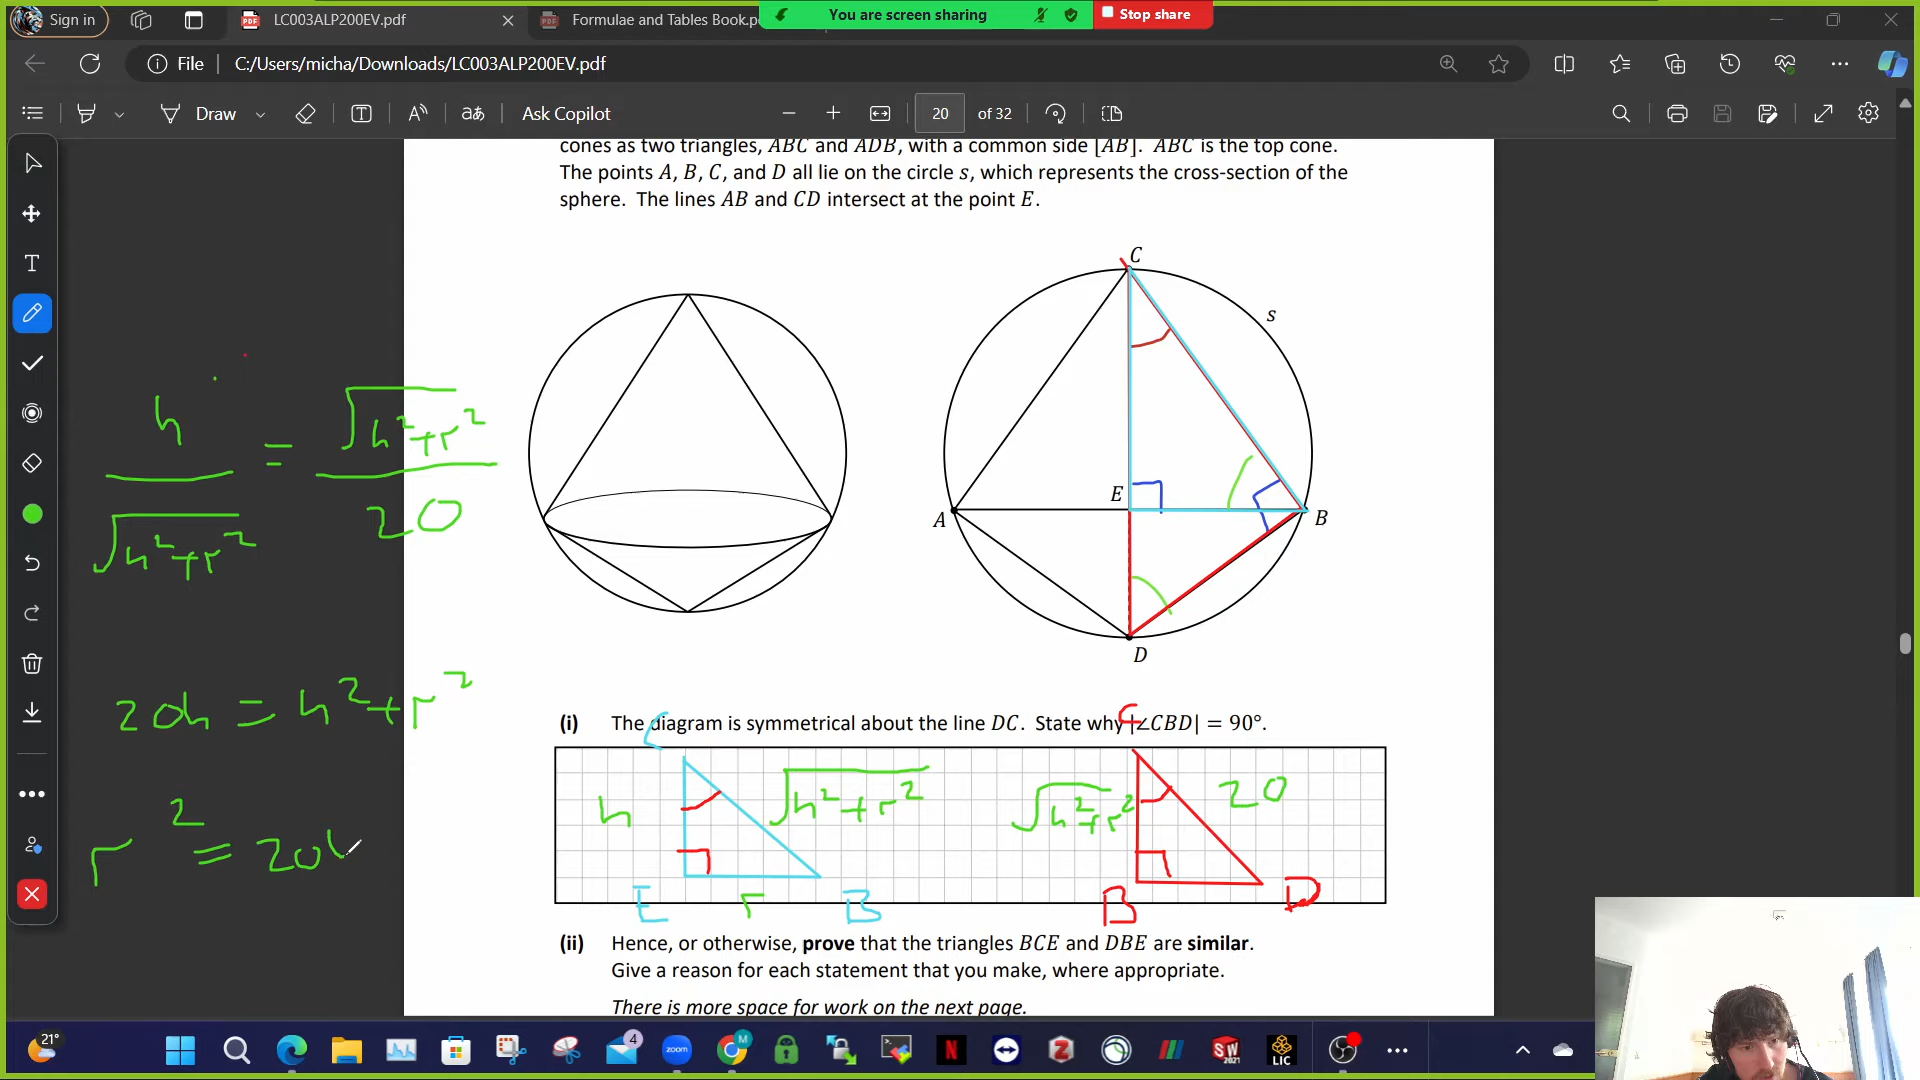 Sign in
LC003ALP200EV.pdf
Formulae and Tables Book.p
You are screen sharing
Stop share
File
C:/Users/micha/Downloads/LC003ALP200EV.pdf
Draw
Ask Copilot
20 of 32
cones as two triangles, ABC and ADB, with a common side [AB]. ABC is the top cone.
The points A, B, C, and D all lie on the circle s, which represents the cross-section of the
sphere. The lines AB and CD intersect at the point E.
C
s
E
A
B
D
h/√(h²+r²) = √(h²+r²)/20
20h = h²+r²
r² = 20h
(i) The diagram is symmetrical about the line DC. State why |∠CBD| = 90°.
C
C
h
√(h²+r²)
√(h²+r²)
20
E
r
B
B
D
(ii) Hence, or otherwise, prove that the triangles BCE and DBE are similar.
Give a reason for each statement that you make, where appropriate.
There is more space for work on the next page.
21°
4
zoom
M
N
SW
2021
LIC